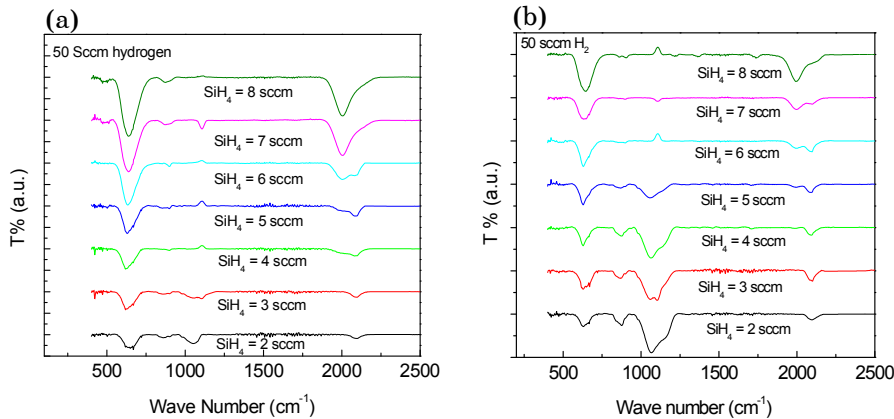 (a)
50 Sccm hydrogen
SiH4 = 8 sccm
SiH4 = 7 sccm
SiH4 = 6 sccm
SiH4 = 5 sccm
SiH4 = 4 sccm
SiH4 = 3 sccm
SiH4 = 2 sccm
T% (a.u.)
500 1000 1500 2000 2500
Wave Number (cm-1)
(b)
50 sccm H2
SiH4 = 8 sccm
SiH4 = 7 sccm
SiH4 = 6 sccm
SiH4 = 5 sccm
SiH4 = 4 sccm
SiH4 = 3 sccm
SiH4 = 2 sccm
T% (a.u.)
500 1000 1500 2000 2500
Wave number (cm-1)